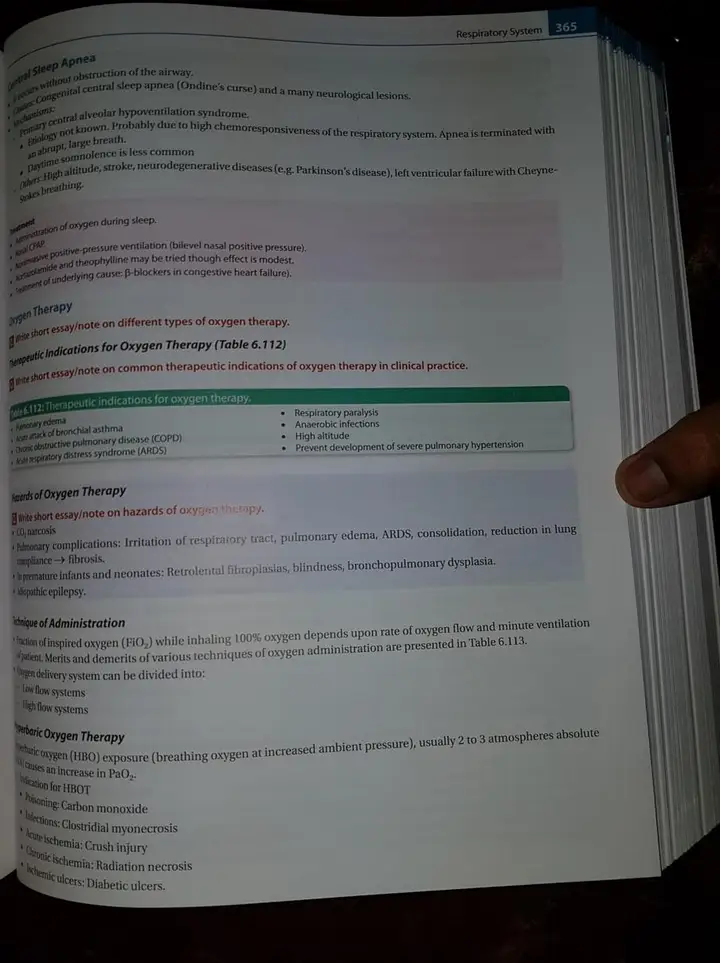 Respiratory System 365
Central Sleep Apnea
• It occurs without obstruction of the airway.
• Causes: Congenital central sleep apnea (Ondine's curse) and a many neurological lesions.
• Mechanisms:
Primary central alveolar hypoventilation syndrome.
• Etiology not known. Probably due to high chemoresponsiveness of the respiratory system. Apnea is terminated with
an abrupt, large breath.
• Daytime somnolence is less common
Others: High altitude, stroke, neurodegenerative diseases (e.g. Parkinson's disease), left ventricular failure with Cheyne-
Stokes breathing.
Treatment
• Administration of oxygen during sleep.
• Nasal CPAP.
• Noninvasive positive-pressure ventilation (bilevel nasal positive pressure).
• Acetazolamide and theophylline may be tried though effect is modest.
• Treatment of underlying cause: β-blockers in congestive heart failure).
Oxygen Therapy
Write short essay/note on different types of oxygen therapy.
Therapeutic Indications for Oxygen Therapy (Table 6.112)
Write short essay/note on common therapeutic indications of oxygen therapy in clinical practice.
Table 6.112: Therapeutic indications for oxygen therapy.
• Pulmonary edema
• Acute attack of bronchial asthma
• Chronic obstructive pulmonary disease (COPD)
• Acute respiratory distress syndrome (ARDS)
• Respiratory paralysis
• Anaerobic infections
• High altitude
• Prevent development of severe pulmonary hypertension
Hazards of Oxygen Therapy
Write short essay/note on hazards of oxygen therapy.
• CO₂ narcosis
• Pulmonary complications: Irritation of respiratory tract, pulmonary edema, ARDS, consolidation, reduction in lung
compliance → fibrosis.
• In premature infants and neonates: Retrolental fibroplasias, blindness, bronchopulmonary dysplasia.
• Idiopathic epilepsy.
Technique of Administration
• Fraction of inspired oxygen (FiO₂) while inhaling 100% oxygen depends upon rate of oxygen flow and minute ventilation
of patient. Merits and demerits of various techniques of oxygen administration are presented in Table 6.113.
• Oxygen delivery system can be divided into:
Low flow systems
High flow systems
Hyperbaric Oxygen Therapy
Hyperbaric oxygen (HBO) exposure (breathing oxygen at increased ambient pressure), usually 2 to 3 atmospheres absolute
causes an increase in PaO₂.
Indication for HBOT
• Poisoning: Carbon monoxide
• Infections: Clostridial myonecrosis
• Acute ischemia: Crush injury
• Chronic ischemia: Radiation necrosis
• Ischemic ulcers: Diabetic ulcers.